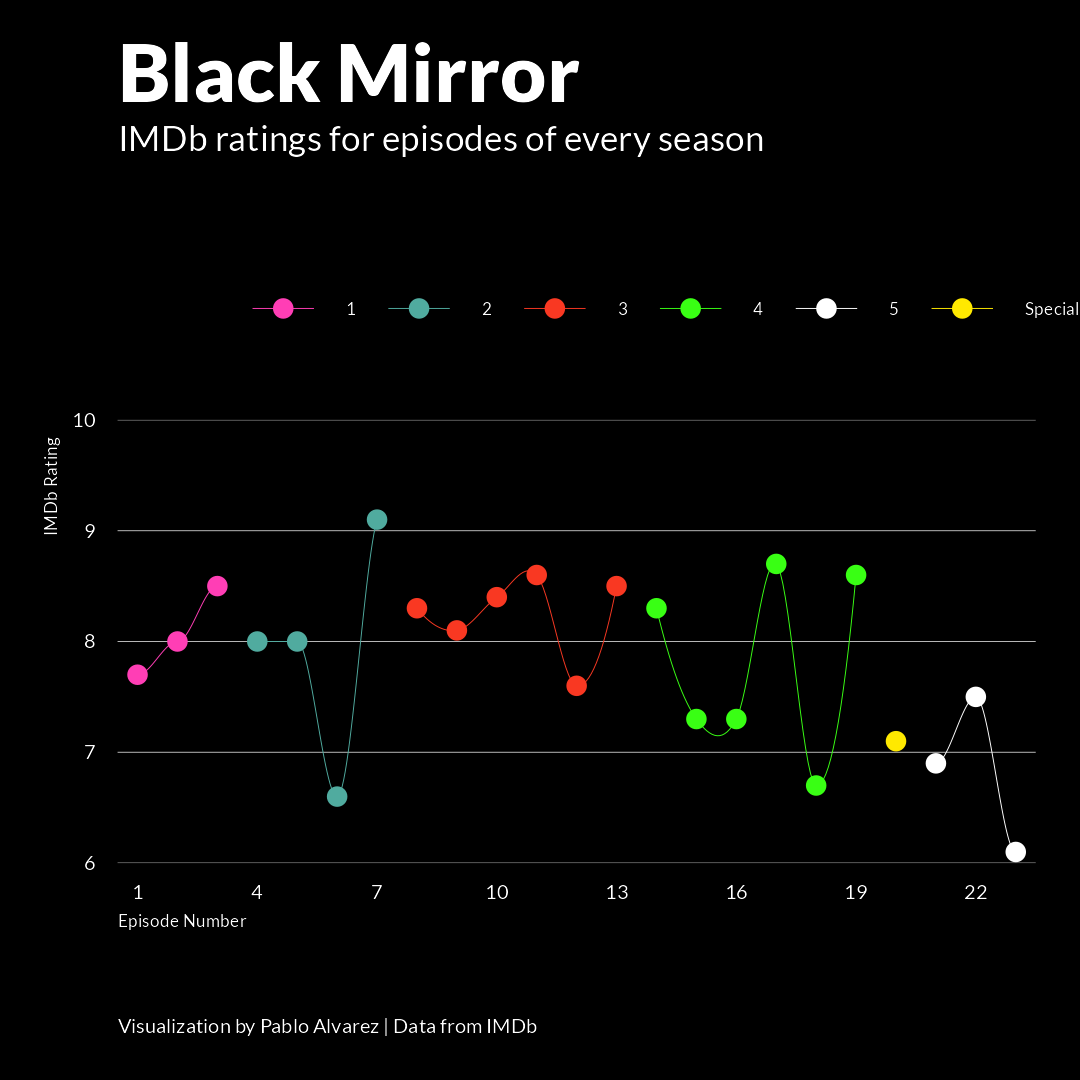 Black Mirror
IMDb ratings for episodes of every season
1 2 3 4 5 Special
10
IMDb Rating
9
8
7
6
1 4 7 10 13 16 19 22
Episode Number
Visualization by Pablo Alvarez | Data from IMDb